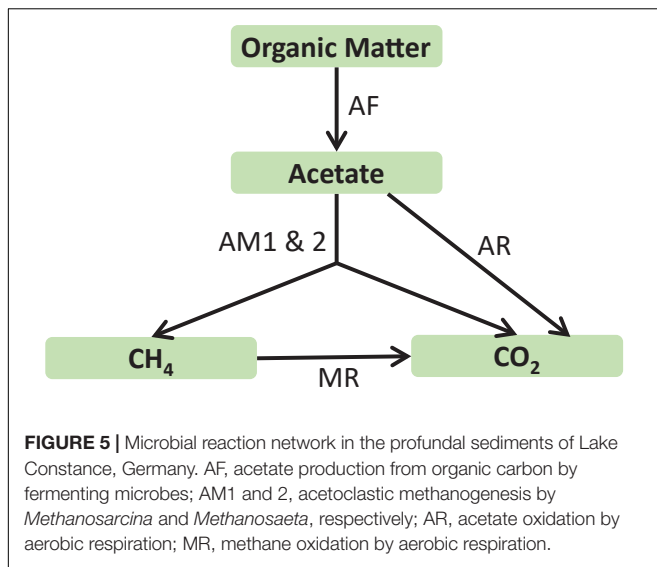 Organic Matter
AF
Acetate
AM1 & 2
AR
CH₄
MR
CO₂
FIGURE 5 | Microbial reaction network in the profundal sediments of Lake
Constance, Germany. AF, acetate production from organic carbon by
fermenting microbes; AM1 and 2, acetoclastic methanogenesis by
Methanosarcina and Methanosaeta, respectively; AR, acetate oxidation by
aerobic respiration; MR, methane oxidation by aerobic respiration.